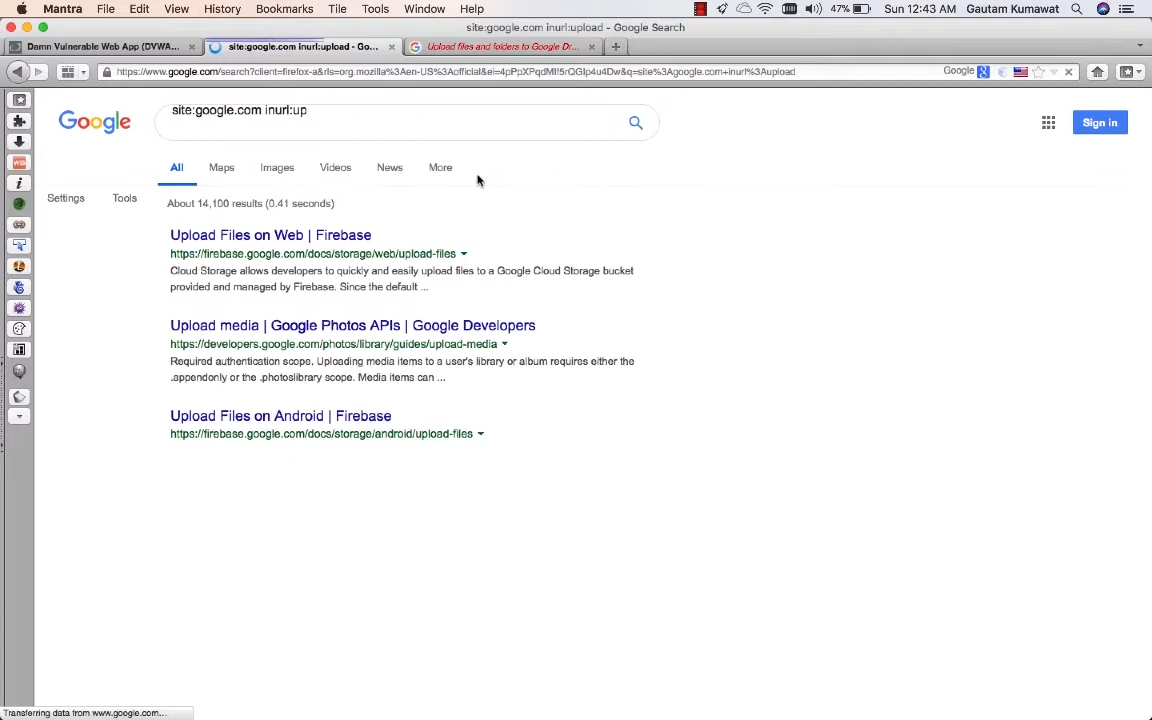 Mantra File Edit View History Bookmarks Tile Tools Window Help 47% Sun 12:43 AM Gautam Kumawat
site:google.com inurl:upload - Google Search
Damn Vulnerable Web App (DVWA... site:google.com inurl:upload - Go... Upload files and folders to Google Dr...
Google
Google
site:google.com inurl:up
Sign in
All Maps Images Videos News More
Settings Tools About 14,100 results (0.41 seconds)
Upload Files on Web | Firebase
https://firebase.google.com/docs/storage/web/upload-files
Cloud Storage allows developers to quickly and easily upload files to a Google Cloud Storage bucket
provided and managed by Firebase. Since the default ...
Upload media | Google Photos APIs | Google Developers
https://developers.google.com/photos/library/guides/upload-media
Required authentication scope. Uploading media items to a user's library or album requires either the
.appendonly or the .photoslibrary scope. Media items can ...
Upload Files on Android | Firebase
https://firebase.google.com/docs/storage/android/upload-files
Transferring data from www.google.com...